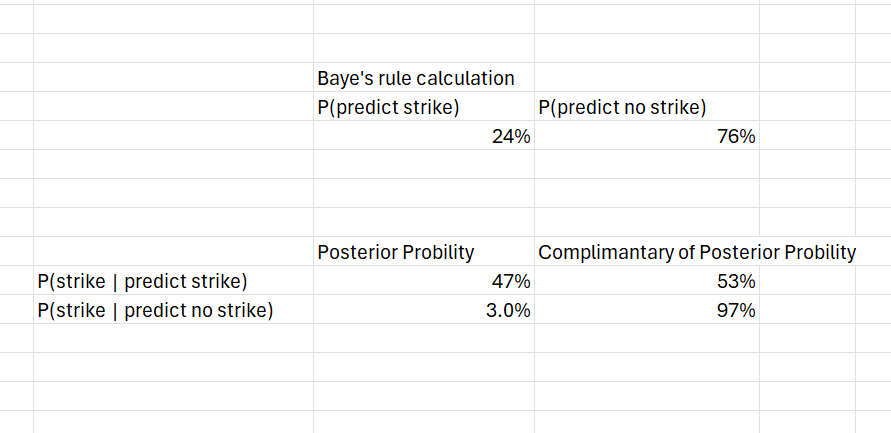 Baye's rule calculation
P(predict strike) P(predict no strike)
24% 76%
Posterior Probility Complimantary of Posterior Probility
P(strike | predict strike) 47% 53%
P(strike | predict no strike) 3.0% 97%